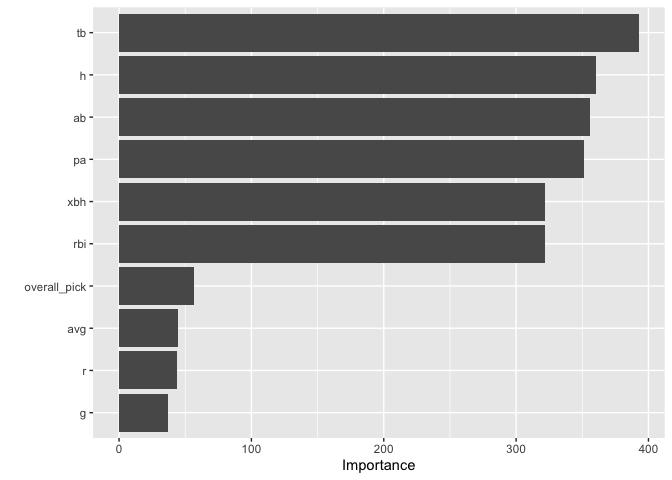 tb
h
ab
pa
xbh
rbi
overall_pick
avg
r
g
0 100 200 300 400
Importance